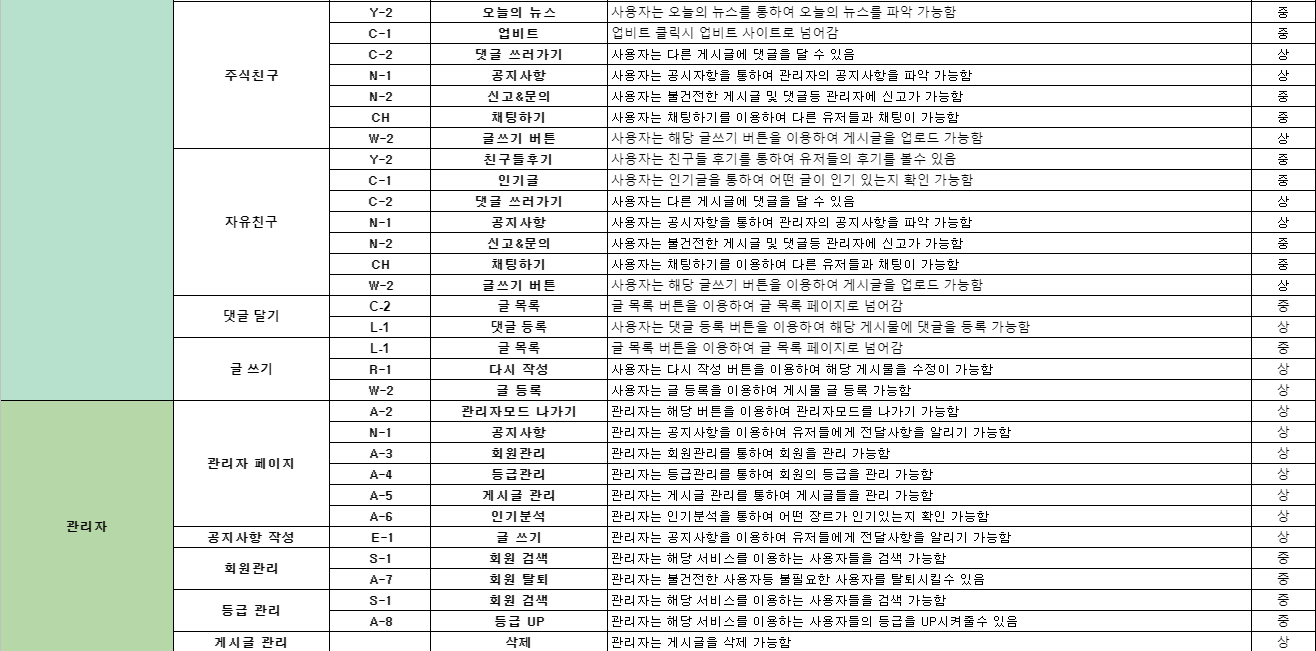 Y-2 오늘의 뉴스 사용자는 오늘의 뉴스를 통하여 오늘의 뉴스를 파악 가능함 중
C-1 업비트 업비트 클릭시 업비트 사이트로 넘어감 중
C-2 댓글 쓰러가기 사용자는 다른 게시글에 댓글을 달 수 있음 상
주식친구 N-1 공지사항 사용자는 공시자항을 통하여 관리자의 공지사항을 파악 가능함 상
N-2 신고&문의 사용자는 불건전한 게시글 및 댓글등 관리자에 신고가 가능함 중
CH 채팅하기 사용자는 채팅하기를 이용하여 다른 유저들과 채팅이 가능함 중
W-2 글쓰기 버튼 사용자는 해당 글쓰기 버튼을 이용하여 게시글을 업로드 가능함 상
Y-2 친구들후기 사용자는 친구들 후기를 통하여 유저들의 후기를 볼수 있음 중
C-1 인기글 사용자는 인기글을 통하여 어떤 글이 인기 있는지 확인 가능함 중
C-2 댓글 쓰러가기 사용자는 다른 게시글에 댓글을 달 수 있음 상
자유친구 N-1 공지사항 사용자는 공시자항을 통하여 관리자의 공지사항을 파악 가능함 상
N-2 신고&문의 사용자는 불건전한 게시글 및 댓글등 관리자에 신고가 가능함 중
CH 채팅하기 사용자는 채팅하기를 이용하여 다른 유저들과 채팅이 가능함 중
W-2 글쓰기 버튼 사용자는 해당 글쓰기 버튼을 이용하여 게시글을 업로드 가능함 상
댓글 달기 C-2 글 목록 글 목록 버튼을 이용하여 글 목록 페이지로 넘어감 중
L-1 댓글 등록 사용자는 댓글 등록 버튼을 이용하여 해당 게시물에 댓글을 등록 가능함 상
L-1 글 목록 글 목록 버튼을 이용하여 글 목록 페이지로 넘어감 중
글 쓰기 R-1 다시 작성 사용자는 다시 작성 버튼을 이용하여 해당 게시물을 수정이 가능함 상
W-2 글 등록 사용자는 글 등록을 이용하여 게시물 글 등록 가능함 상
A-2 관리자모드 나가기 관리자는 해당 버튼을 이용하여 관리자모드를 나가기 가능함 상
N-1 공지사항 관리자는 공지사항을 이용하여 유저들에게 전달사항을 알리기 가능함 상
관리자 페이지 A-3 회원관리 관리자는 회원관리를 통하여 회원을 관리 가능함 상
A-4 등급관리 관리자는 등급관리를 통하여 회원의 등급을 관리 가능함 상
A-5 게시글 관리 관리자는 게시글 관리를 통하여 게시글들을 관리 가능함 상
A-6 인기분석 관리자는 인기분석을 통하여 어떤 장르가 인기있는지 확인 가능함 상
관리자 공지사항 작성 E-1 글 쓰기 관리자는 공지사항을 이용하여 유저들에게 전달사항을 알리기 가능함 상
회원관리 S-1 회원 검색 관리자는 해당 서비스를 이용하는 사용자들을 검색 가능함 중
A-7 회원 탈퇴 관리자는 불건전한 사용자등 불필요한 사용자를 탈퇴시킬수 있음 중
등급 관리 S-1 회원 검색 관리자는 해당 서비스를 이용하는 사용자들을 검색 가능함 중
A-8 등급 UP 관리자는 해당 서비스를 이용하는 사용자들의 등급을 UP시켜줄수 있음 중
게시글 관리 삭제 관리자는 게시글을 삭제 가능함 상